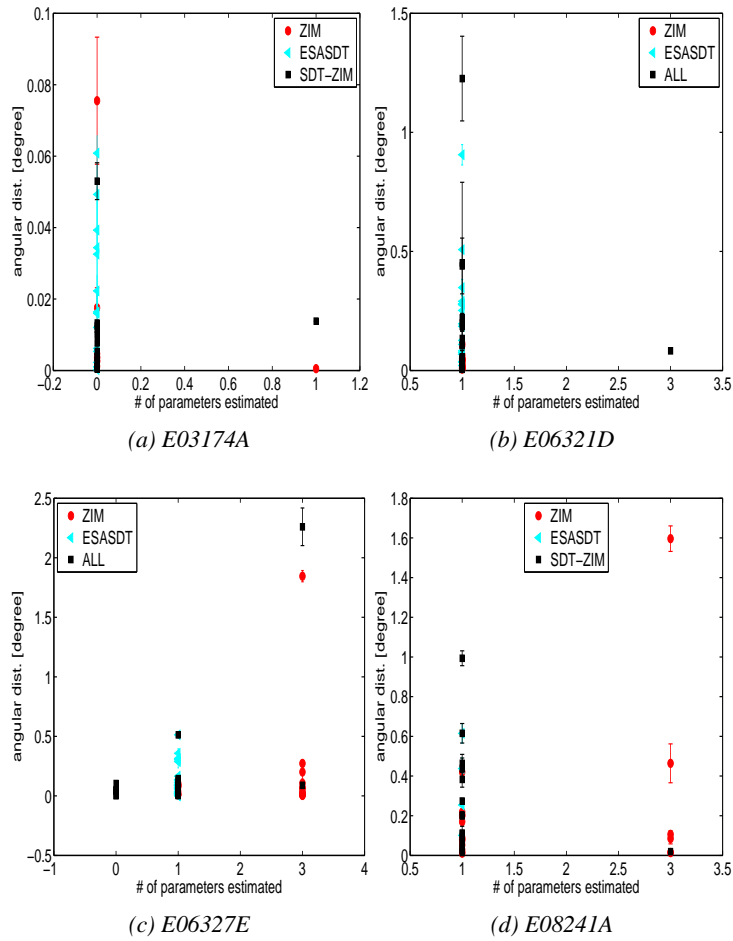 0.1
0.08
0.06
0.04
0.02
0
angular dist. [degree]
−0.2 0 0.2 0.4 0.6 0.8 1 1.2
# of parameters estimated
ZIM
ESASDT
SDT−ZIM
(a) E03174A
1.5
1
0.5
0
angular dist. [degree]
0.5 1 1.5 2 2.5 3 3.5
# of parameters estimated
ZIM
ESASDT
ALL
(b) E06321D
2.5
2
1.5
1
0.5
0
−0.5
angular dist. [degree]
−1 0 1 2 3 4
# of parameters estimated
ZIM
ESASDT
ALL
(c) E06327E
1.8
1.6
1.4
1.2
1
0.8
0.6
0.4
0.2
0
angular dist. [degree]
0.5 1 1.5 2 2.5 3 3.5
# of parameters estimated
ZIM
ESASDT
SDT−ZIM
(d) E08241A